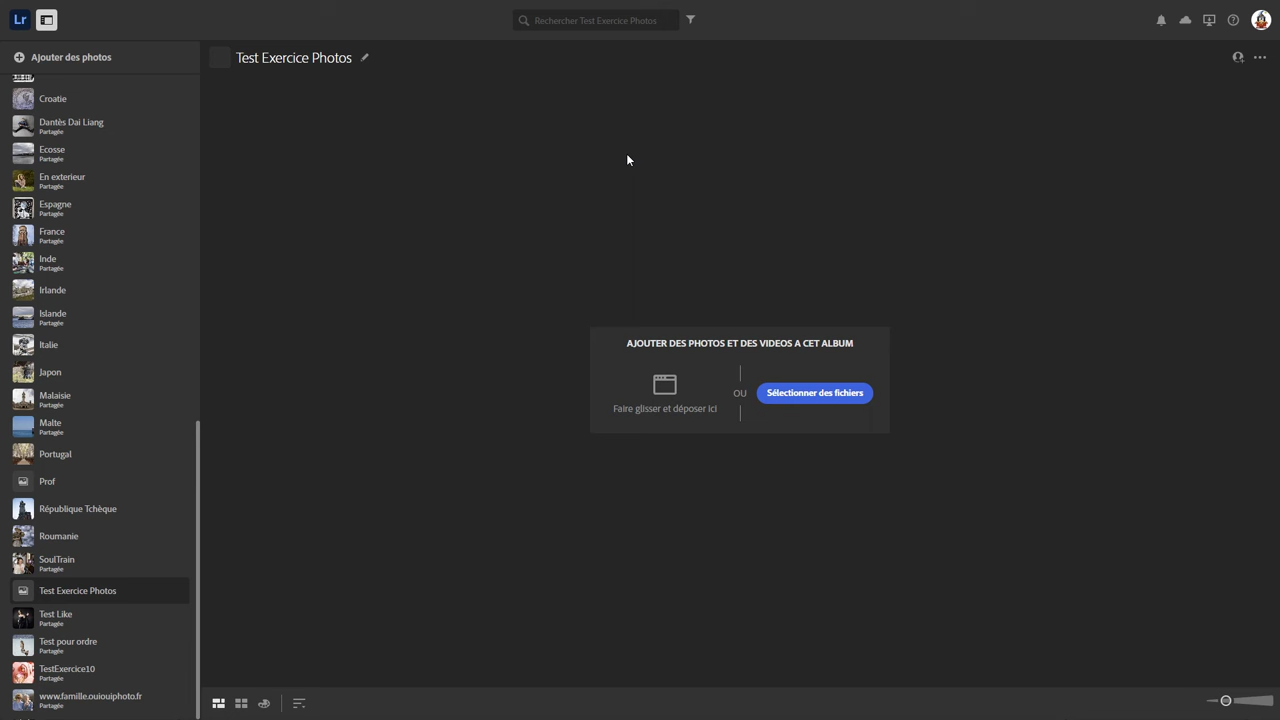 Lr
Rechercher Test Exercice Photos
Ajouter des photos
Test Exercice Photos
Croatie
Dantès Dai Liang
Partagée
Ecosse
Partagée
En exterieur
Partagée
Espagne
Partagée
France
Partagée
Inde
Partagée
Irlande
Islande
Partagée
Italie
Japon
Malaisie
Partagée
Malte
Partagée
Portugal
Prof
République Tchèque
Roumanie
SoulTrain
Partagée
Test Exercice Photos
Test Like
Partagée
Test pour ordre
Partagée
TestExercice10
Partagée
www.famille.ouiouiphoto.fr
Partagée
AJOUTER DES PHOTOS ET DES VIDEOS A CET ALBUM
Faire glisser et déposer ici
OU
Sélectionner des fichiers